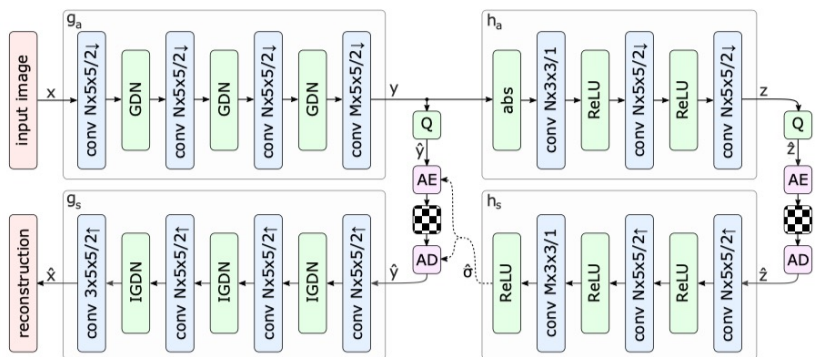 gₐ
input image
x
conv Nx5x5/2↓
GDN
conv Nx5x5/2↓
GDN
conv Nx5x5/2↓
GDN
conv Mx5x5/2↓
y
hₐ
abs
conv Nx3x3/1
ReLU
conv Nx5x5/2↓
ReLU
conv Nx5x5/2↓
z
Q
ŷ
AE
AD
ŷ
Q
ẑ
AE
AD
ẑ
gₛ
reconstruction
x̂
conv 3x5x5/2↑
IGDN
conv Nx5x5/2↑
IGDN
conv Nx5x5/2↑
IGDN
conv Nx5x5/2↑
σ̂
hₛ
ReLU
conv Mx3x3/1
ReLU
conv Nx5x5/2↑
ReLU
conv Nx5x5/2↑